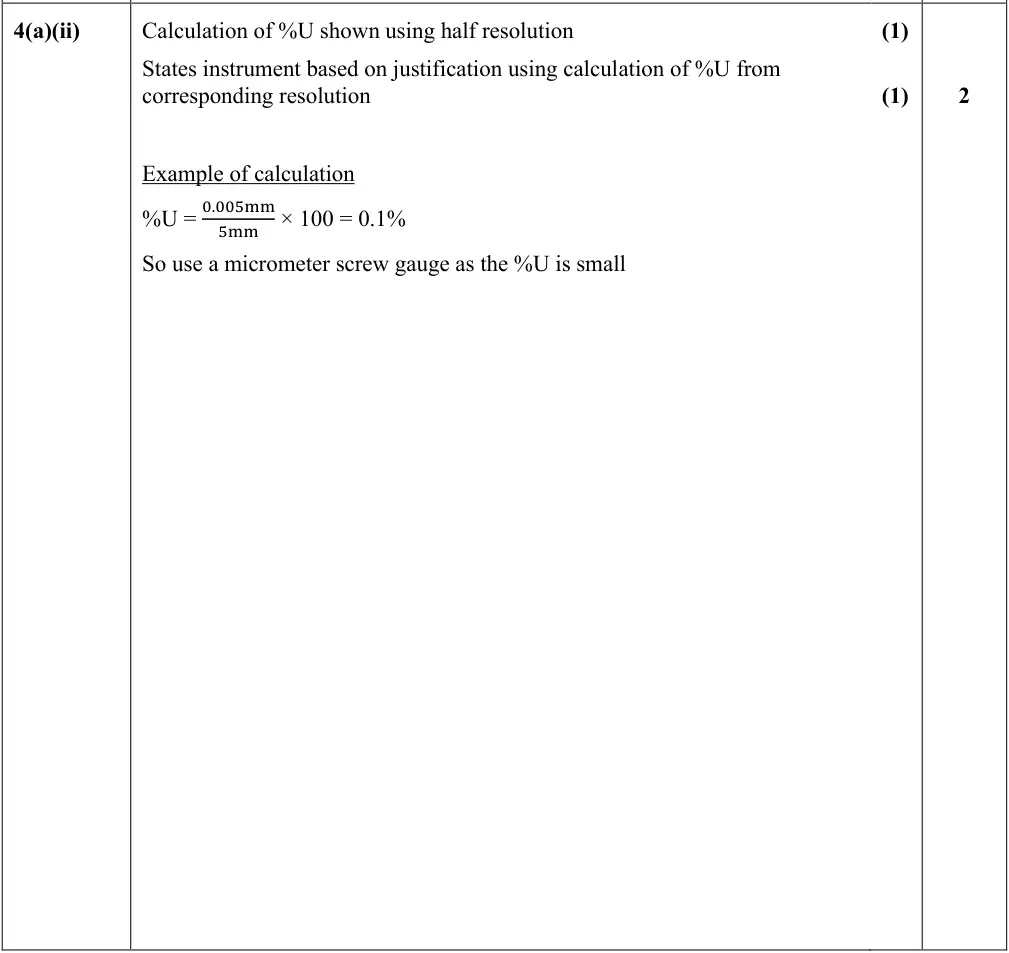 4(a)(ii) Calculation of %U shown using half resolution (1)
States instrument based on justification using calculation of %U from
corresponding resolution (1) 2
Example of calculation
%U = 0.005mm/5mm × 100 = 0.1%
So use a micrometer screw gauge as the %U is small